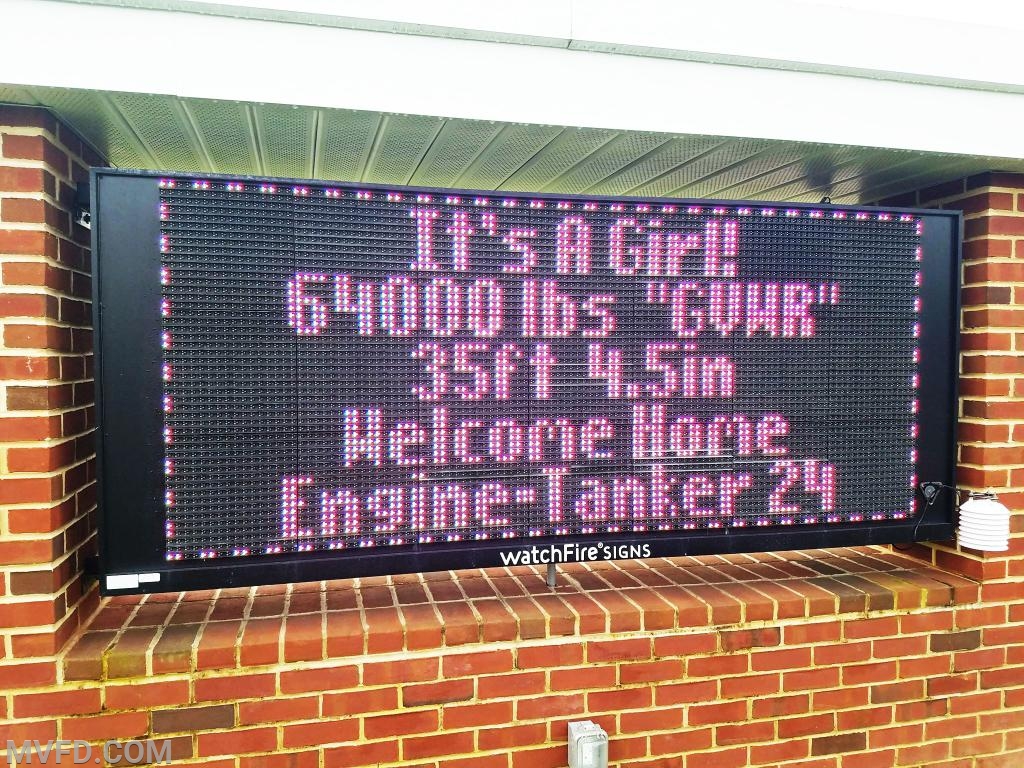 It's A Girl!!
64000 lbs "GVWR"
35ft 4.5in
Welcome Home
Engine-Tanker 24
watchFire® SIGNS
MVFD.COM